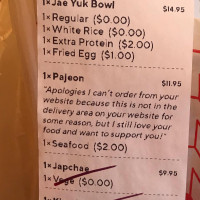 1×Jae Yuk Bowl $14.95
1×Regular ($0.00)
1×White Rice ($0.00)
1×Extra Protein ($2.00)
1×Fried Egg ($1.00)
1×Pajeon $11.95
"Apologies I can't order from your
website because this is not in the
delivery area on your website for
some reason, but I still love your
food and want to support you!"
1×Seafood ($2.00)
1×Japchae $9.95
1×Vege ($0.00)